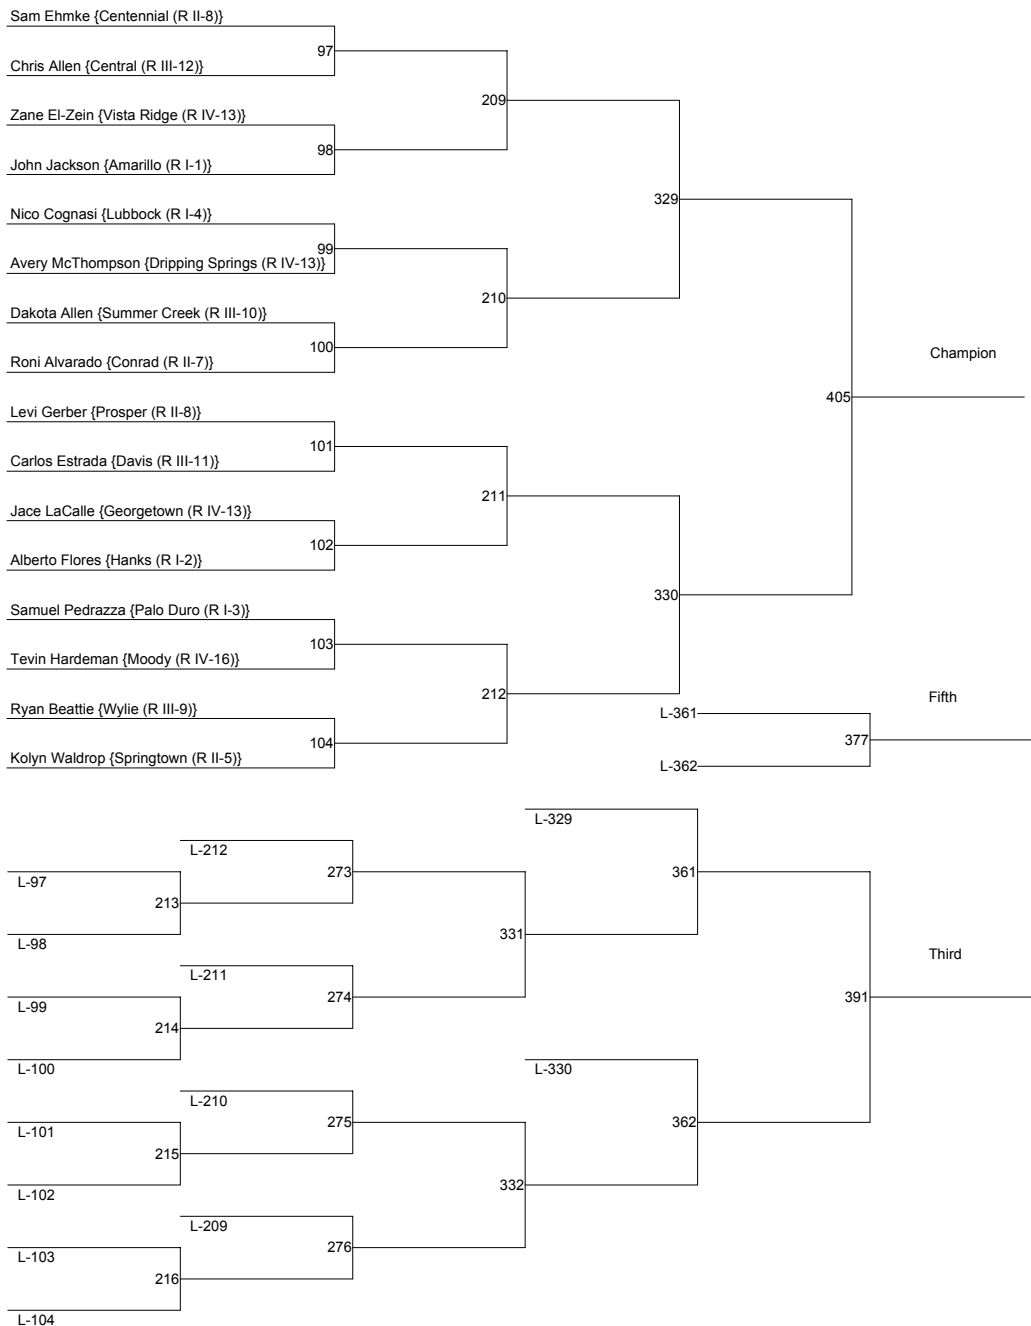 Sam Ehmke {Centennial (R II-8)}
97
Chris Allen {Central (R III-12)}
209
Zane El-Zein {Vista Ridge (R IV-13)}
98
John Jackson {Amarillo (R I-1)}
329
Nico Cognasi {Lubbock (R I-4)}
99
Avery McThompson {Dripping Springs (R IV-13)}
210
Dakota Allen {Summer Creek (R III-10)}
100
Roni Alvarado {Conrad (R II-7)}
Champion
405
Levi Gerber {Prosper (R II-8)}
101
Carlos Estrada {Davis (R III-11)}
211
Jace LaCalle {Georgetown (R IV-13)}
102
Alberto Flores {Hanks (R I-2)}
330
Samuel Pedrazza {Palo Duro (R I-3)}
103
Tevin Hardeman {Moody (R IV-16)}
212
Ryan Beattie {Wylie (R III-9)}
104
Kolyn Waldrop {Springtown (R II-5)}
Fifth
L-361
377
L-362
L-329
L-212
273
361
L-97
213
331
L-98
Third
L-211
274
391
L-99
214
L-100
L-330
L-210
275
362
L-101
215
332
L-102
L-209
276
L-103
216
L-104